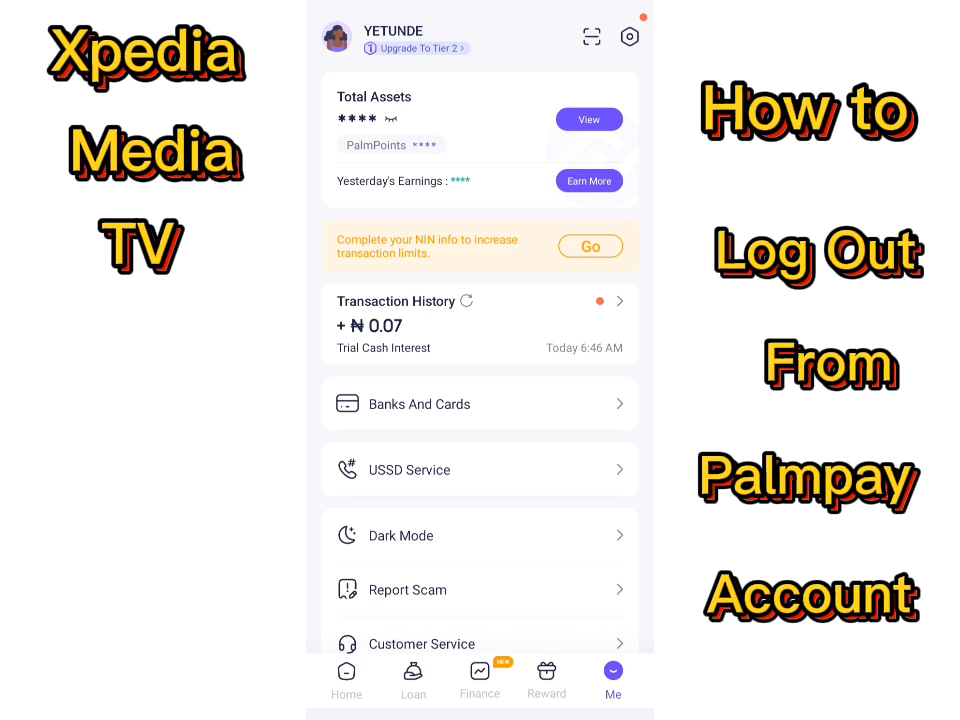 Xpedia
Media
TV
YETUNDE
1 Upgrade To Tier 2 >
Total Assets
****
View
PalmPoints ****
Yesterday's Earnings : ****
Earn More
Complete your NIN info to increase
transaction limits.
Go
Transaction History
+ ₦ 0.07
Trial Cash Interest
Today 6:46 AM
Banks And Cards
USSD Service
Dark Mode
Report Scam
Customer Service
Home
Loan
NEW
Finance
Reward
Me
How to
Log Out
From
Palmpay
Account